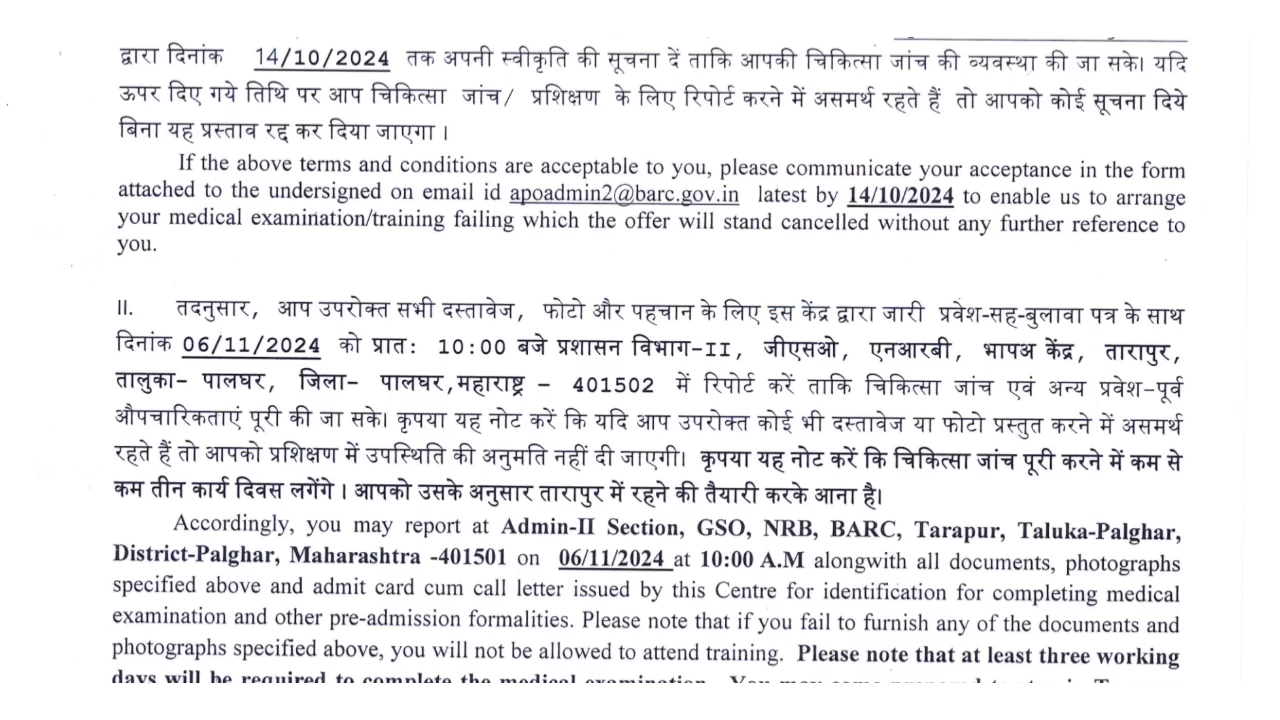 द्वारा दिनांक 14/10/2024 तक अपनी स्वीकृति की सूचना दें ताकि आपकी चिकित्सा जांच की व्यवस्था की जा सके। यदि
ऊपर दिए गये तिथि पर आप चिकित्सा जांच/ प्रशिक्षण के लिए रिपोर्ट करने में असमर्थ रहते हैं तो आपको कोई सूचना दिये
बिना यह प्रस्ताव रद्द कर दिया जाएगा ।
If the above terms and conditions are acceptable to you, please communicate your acceptance in the form
attached to the undersigned on email id apoadmin2@barc.gov.in latest by 14/10/2024 to enable us to arrange
your medical examination/training failing which the offer will stand cancelled without any further reference to
you.
II. तदनुसार, आप उपरोक्त सभी दस्तावेज, फोटो और पहचान के लिए इस केंद्र द्वारा जारी प्रवेश-सह-बुलावा पत्र के साथ
दिनांक 06/11/2024 को प्रात: 10:00 बजे प्रशासन विभाग-II, जीएसओ, एनआरबी, भापअ केंद्र, तारापुर,
तालुका- पालघर, जिला- पालघर,महाराष्ट्र - 401502 में रिपोर्ट करें ताकि चिकित्सा जांच एवं अन्य प्रवेश-पूर्व
औपचारिकताएं पूरी की जा सके। कृपया यह नोट करें कि यदि आप उपरोक्त कोई भी दस्तावेज या फोटो प्रस्तुत करने में असमर्थ
रहते हैं तो आपको प्रशिक्षण में उपस्थिति की अनुमति नहीं दी जाएगी। कृपया यह नोट करें कि चिकित्सा जांच पूरी करने में कम से
कम तीन कार्य दिवस लगेंगे । आपको उसके अनुसार तारापुर में रहने की तैयारी करके आना है।
Accordingly, you may report at Admin-II Section, GSO, NRB, BARC, Tarapur, Taluka-Palghar,
District-Palghar, Maharashtra -401501 on 06/11/2024 at 10:00 A.M alongwith all documents, photographs
specified above and admit card cum call letter issued by this Centre for identification for completing medical
examination and other pre-admission formalities. Please note that if you fail to furnish any of the documents and
photographs specified above, you will not be allowed to attend training. Please note that at least three working
days will be required to complete the medical examination.